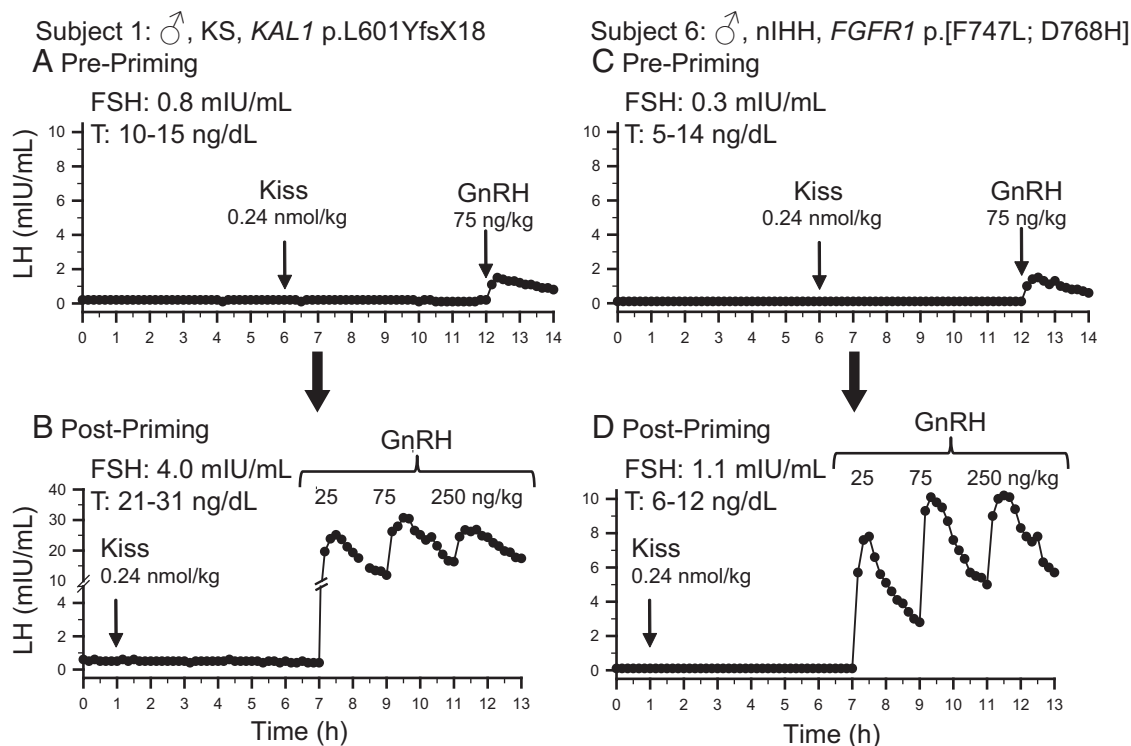 Subject 1: ♂, KS, KAL1 p.L601YfsX18
A Pre-Priming
FSH: 0.8 mIU/mL
T: 10-15 ng/dL
LH (mIU/mL)
10
8
6
4
2
0
Kiss
0.24 nmol/kg
GnRH
75 ng/kg
0 1 2 3 4 5 6 7 8 9 10 11 12 13 14
Subject 6: ♂, nIHH, FGFR1 p.[F747L; D768H]
C Pre-Priming
FSH: 0.3 mIU/mL
T: 5-14 ng/dL
10
8
6
4
2
0
Kiss
0.24 nmol/kg
GnRH
75 ng/kg
0 1 2 3 4 5 6 7 8 9 10 11 12 13 14
B Post-Priming
GnRH
FSH: 4.0 mIU/mL
25 75 250 ng/kg
T: 21-31 ng/dL
LH (mIU/mL)
40
30
20
10
4
2
0
Kiss
0.24 nmol/kg
0 1 2 3 4 5 6 7 8 9 10 11 12 13
Time (h)
D Post-Priming
GnRH
FSH: 1.1 mIU/mL
25 75 250 ng/kg
T: 6-12 ng/dL
10
8
6
4
2
0
Kiss
0.24 nmol/kg
0 1 2 3 4 5 6 7 8 9 10 11 12 13
Time (h)